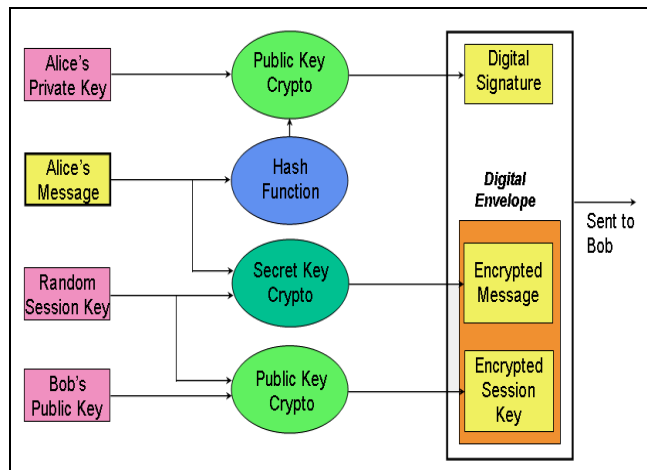 Alice's
Private Key
Public Key
Crypto
Digital
Signature
Alice's
Message
Hash
Function
Digital
Envelope
Sent to
Bob
Random
Session Key
Secret Key
Crypto
Encrypted
Message
Bob's
Public Key
Public Key
Crypto
Encrypted
Session
Key